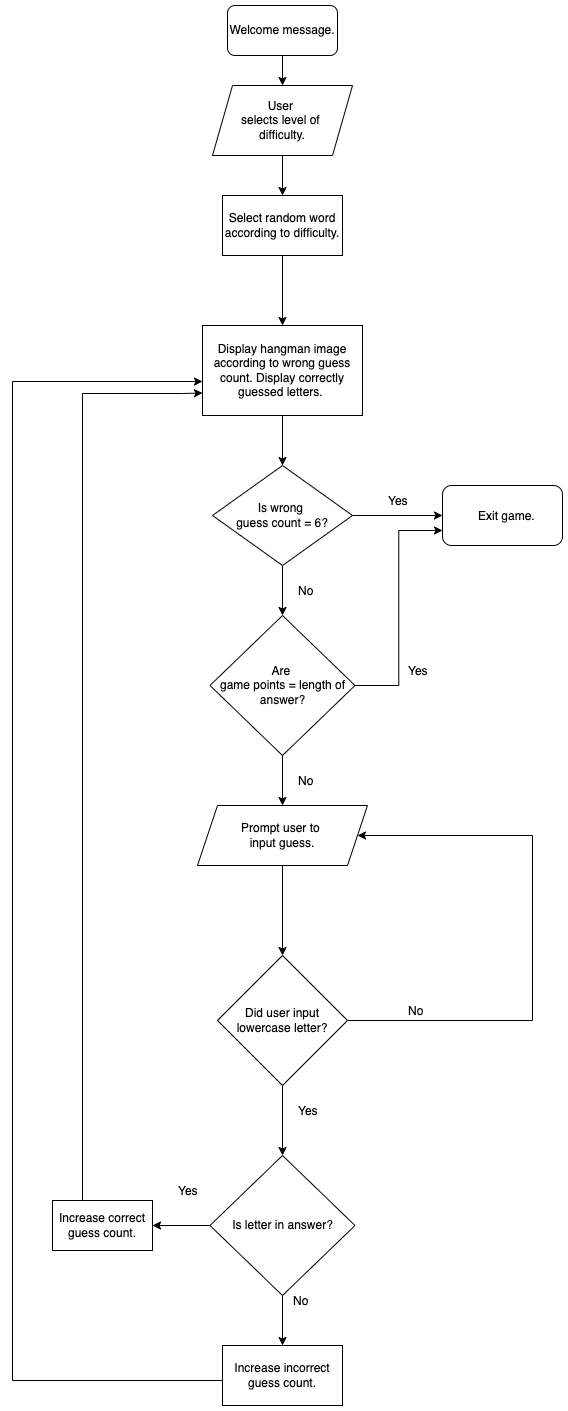 Welcome message.
User
selects level of
difficulty.
Select random word
according to difficulty.
Display hangman image
according to wrong guess
count. Display correctly
guessed letters.
Is wrong
guess count = 6?
Yes
Exit game.
No
Are
game points = length of
answer?
Yes
No
Prompt user to
input guess.
Did user input
lowercase letter?
No
Yes
Is letter in answer?
Yes
Increase correct
guess count.
No
Increase incorrect
guess count.